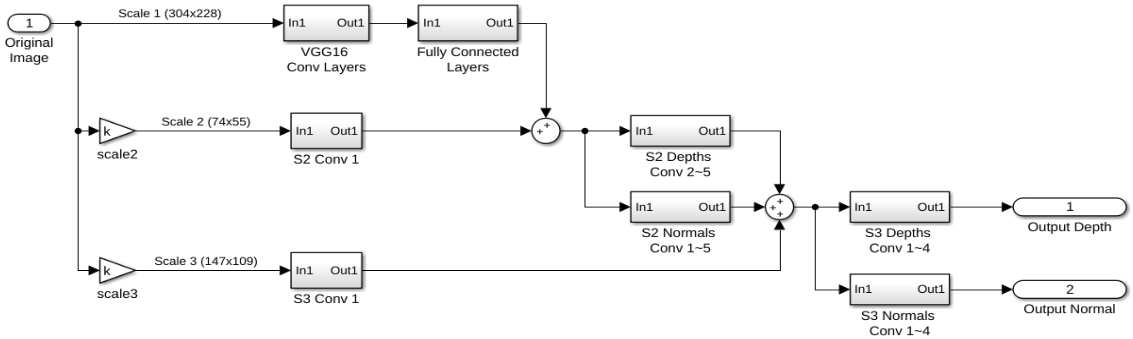 1
Original
Image
Scale 1 (304x228)
In1 Out1
VGG16
Conv Layers
In1 Out1
Fully Connected
Layers
k
scale2
Scale 2 (74x55)
In1 Out1
S2 Conv 1
+
+
In1 Out1
S2 Depths
Conv 2~5
In1 Out1
S2 Normals
Conv 1~5
k
scale3
Scale 3 (147x109)
In1 Out1
S3 Conv 1
+
+
+
In1 Out1
S3 Depths
Conv 1~4
1
Output Depth
In1 Out1
S3 Normals
Conv 1~4
2
Output Normal